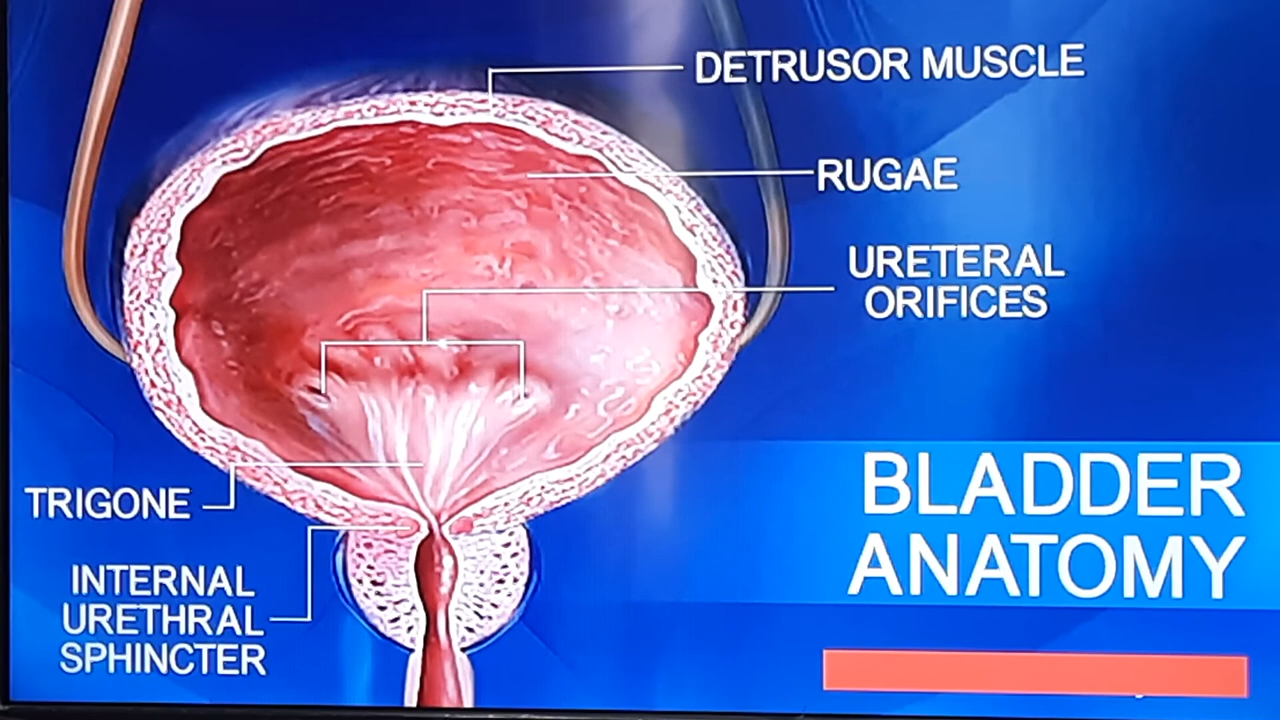 DETRUSOR MUSCLE
RUGAE
URETERAL
ORIFICES
TRIGONE
INTERNAL
URETHRAL
SPHINCTER
BLADDER
ANATOMY